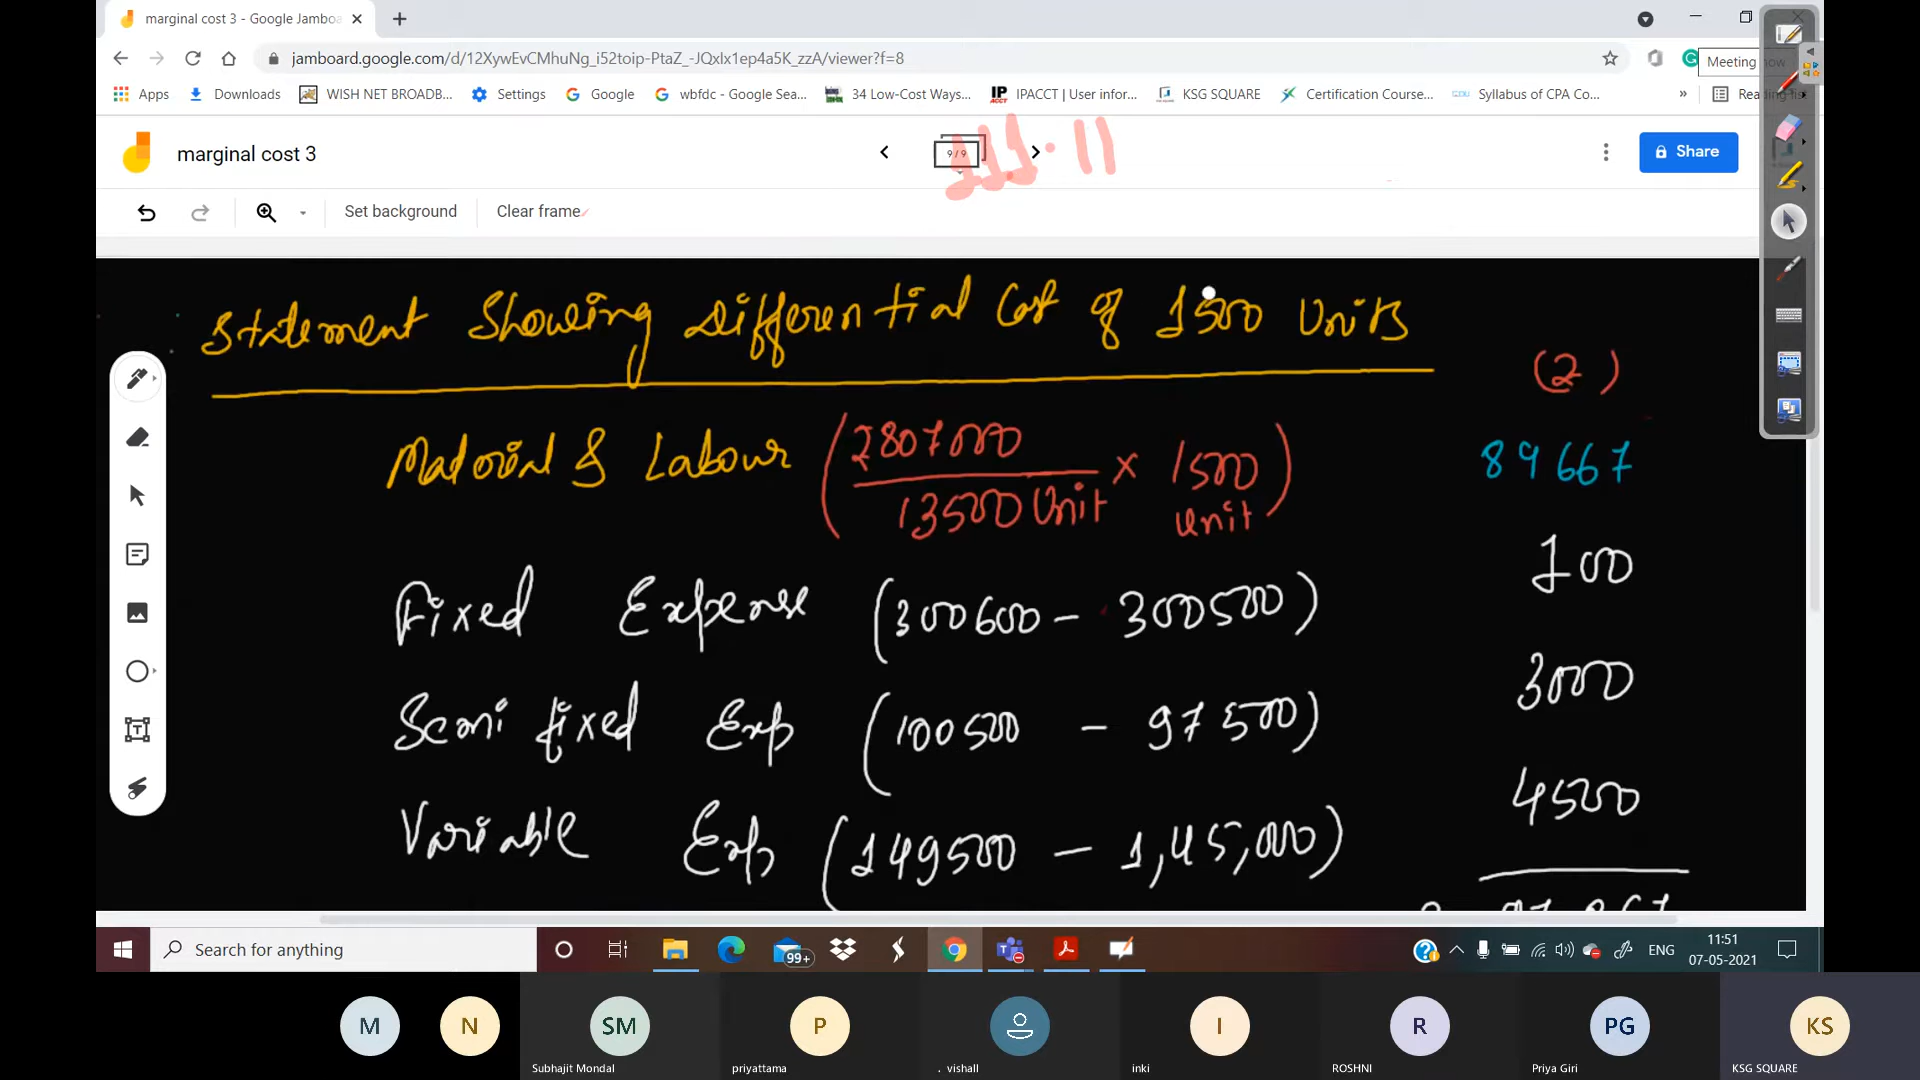 marginal cost 3 - Google Jamboa
jamboard.google.com/d/12XywEvCMhuNg_i52toip-PtaZ_-JQxlx1ep4a5K_zzA/viewer?f=8
Meeting now
Apps Downloads WISH NET BROADB... Settings Google wbfdc - Google Sea... 34 Low-Cost Ways... IPACCT | User infor... KSG SQUARE Certification Course... Syllabus of CPA Co... » Reading list
marginal cost 3
9 / 9
Share
Set background Clear frame
Statement Showing Differential Cost of 1500 Units
(2)
Material & Labour (2807000 / 13500 Unit × 1500 Unit) 89667
Fixed Expense (300600 - 300500) 100
Semi fixed Exp (100500 - 97500) 3000
Variable Exp (149500 - 1,45,000) 4500
Search for anything
99+
ENG
11:51
07-05-2021
M N SM P I R PG KS
Subhajit Mondal priyattama . vishall inki ROSHNI Priya Giri KSG SQUARE